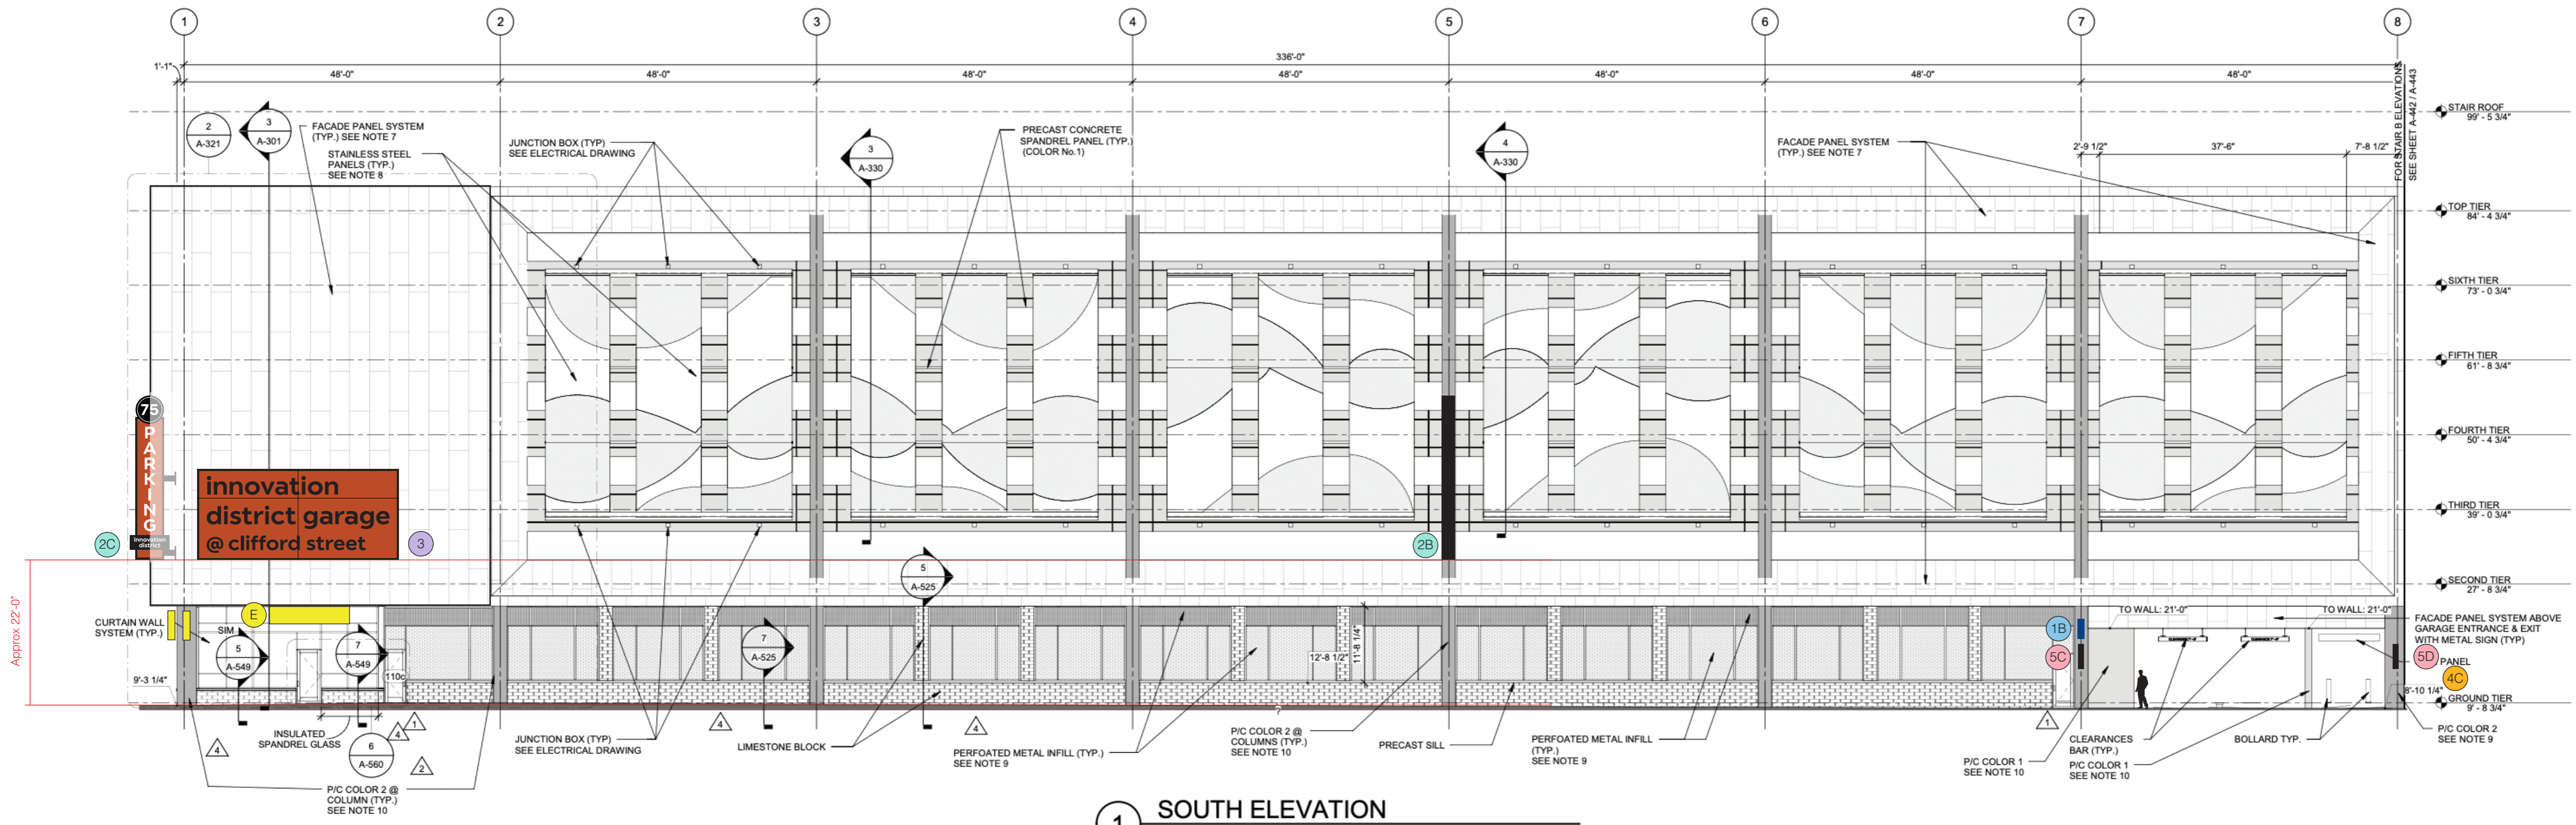 1
2
3
4
5
6
7
8
336'-0"
1'-1"
48'-0"
48'-0"
48'-0"
48'-0"
48'-0"
48'-0"
48'-0"
FOR STAIR B ELEVATIONS
SEE SHEET A-442 / A-443
STAIR ROOF
99' - 5 3/4"
2
A-321
3
A-301
FACADE PANEL SYSTEM
(TYP.) SEE NOTE 7
STAINLESS STEEL
PANELS (TYP.)
SEE NOTE 8
JUNCTION BOX (TYP)
SEE ELECTRICAL DRAWING
3
A-330
PRECAST CONCRETE
SPANDREL PANEL (TYP.)
(COLOR No.1)
4
A-330
FACADE PANEL SYSTEM
(TYP.) SEE NOTE 7
2'-9 1/2"
37'-6"
7'-8 1/2"
TOP TIER
84' - 4 3/4"
SIXTH TIER
73' - 0 3/4"
FIFTH TIER
61' - 8 3/4"
FOURTH TIER
50' - 4 3/4"
THIRD TIER
39' - 0 3/4"
SECOND TIER
27' - 8 3/4"
75
PARKING
innovation
district
innovation
district garage
@ clifford street
2C
3
2B
5
A-525
Approx 22'-0"
CURTAIN WALL
SYSTEM (TYP.)
E
SIM
5
A-549
7
A-549
110c
9'-3 1/4"
7
A-525
12'-8 1/2"
11'-8 1/4"
1B
5C
TO WALL: 21'-0"
TO WALL: 21'-0"
FACADE PANEL SYSTEM ABOVE
GARAGE ENTRANCE & EXIT
WITH METAL SIGN (TYP)
5D
PANEL
4C
8'-10 1/4"
GROUND TIER
9' - 8 3/4"
?
4
INSULATED
SPANDREL GLASS
4
1
6
A-560
2
JUNCTION BOX (TYP)
SEE ELECTRICAL DRAWING
4
LIMESTONE BLOCK
4
PERFOATED METAL INFILL (TYP.)
SEE NOTE 9
P/C COLOR 2 @
COLUMNS (TYP.)
SEE NOTE 10
PRECAST SILL
PERFOATED METAL INFILL
(TYP.)
SEE NOTE 9
1
P/C COLOR 1
SEE NOTE 10
CLEARANCES
BAR (TYP.)
P/C COLOR 1
SEE NOTE 10
BOLLARD TYP.
P/C COLOR 2
SEE NOTE 9
P/C COLOR 2 @
COLUMN (TYP.)
SEE NOTE 10
1
SOUTH ELEVATION